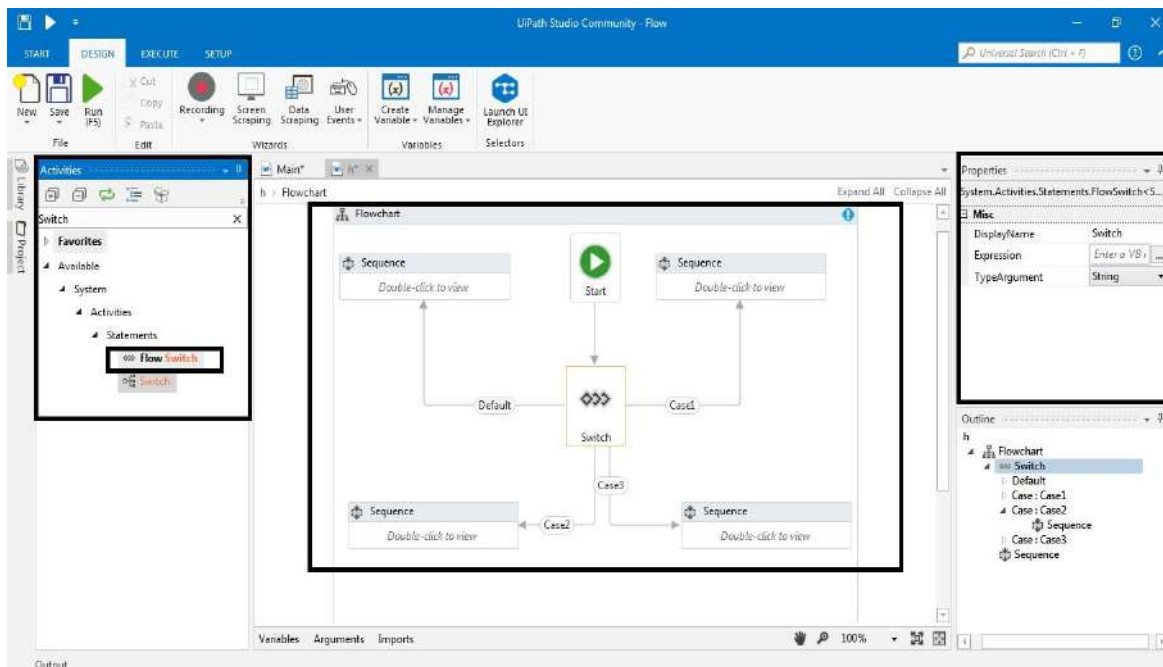 UiPath Studio Community - Flow
START DESIGN EXECUTE SETUP
Universal Search (Ctrl + F)
New Save Run (F5)
Cut
Copy
Paste
Recording Screen Scraping Data Scraping User Events
Create Variable Manage Variables Launch UI Explorer
File Edit Wizards Variables Selectors
Library
Project
Activities
Switch
Favorites
Available
System
Activities
Statements
Flow Switch
Switch
Main* h*
h > Flowchart Expand All Collapse All
Flowchart
Sequence
Double-click to view
Start
Sequence
Double-click to view
Default
Case1
Switch
Case3
Sequence
Double-click to view
Case2
Sequence
Double-click to view
Variables Arguments Imports 100%
Properties
System.Activities.Statements.FlowSwitch<S...
Misc
DisplayName Switch
Expression Enter a VB ...
TypeArgument String
Outline
h
Flowchart
Switch
Default
Case : Case1
Case : Case2
Sequence
Case : Case3
Sequence
Output